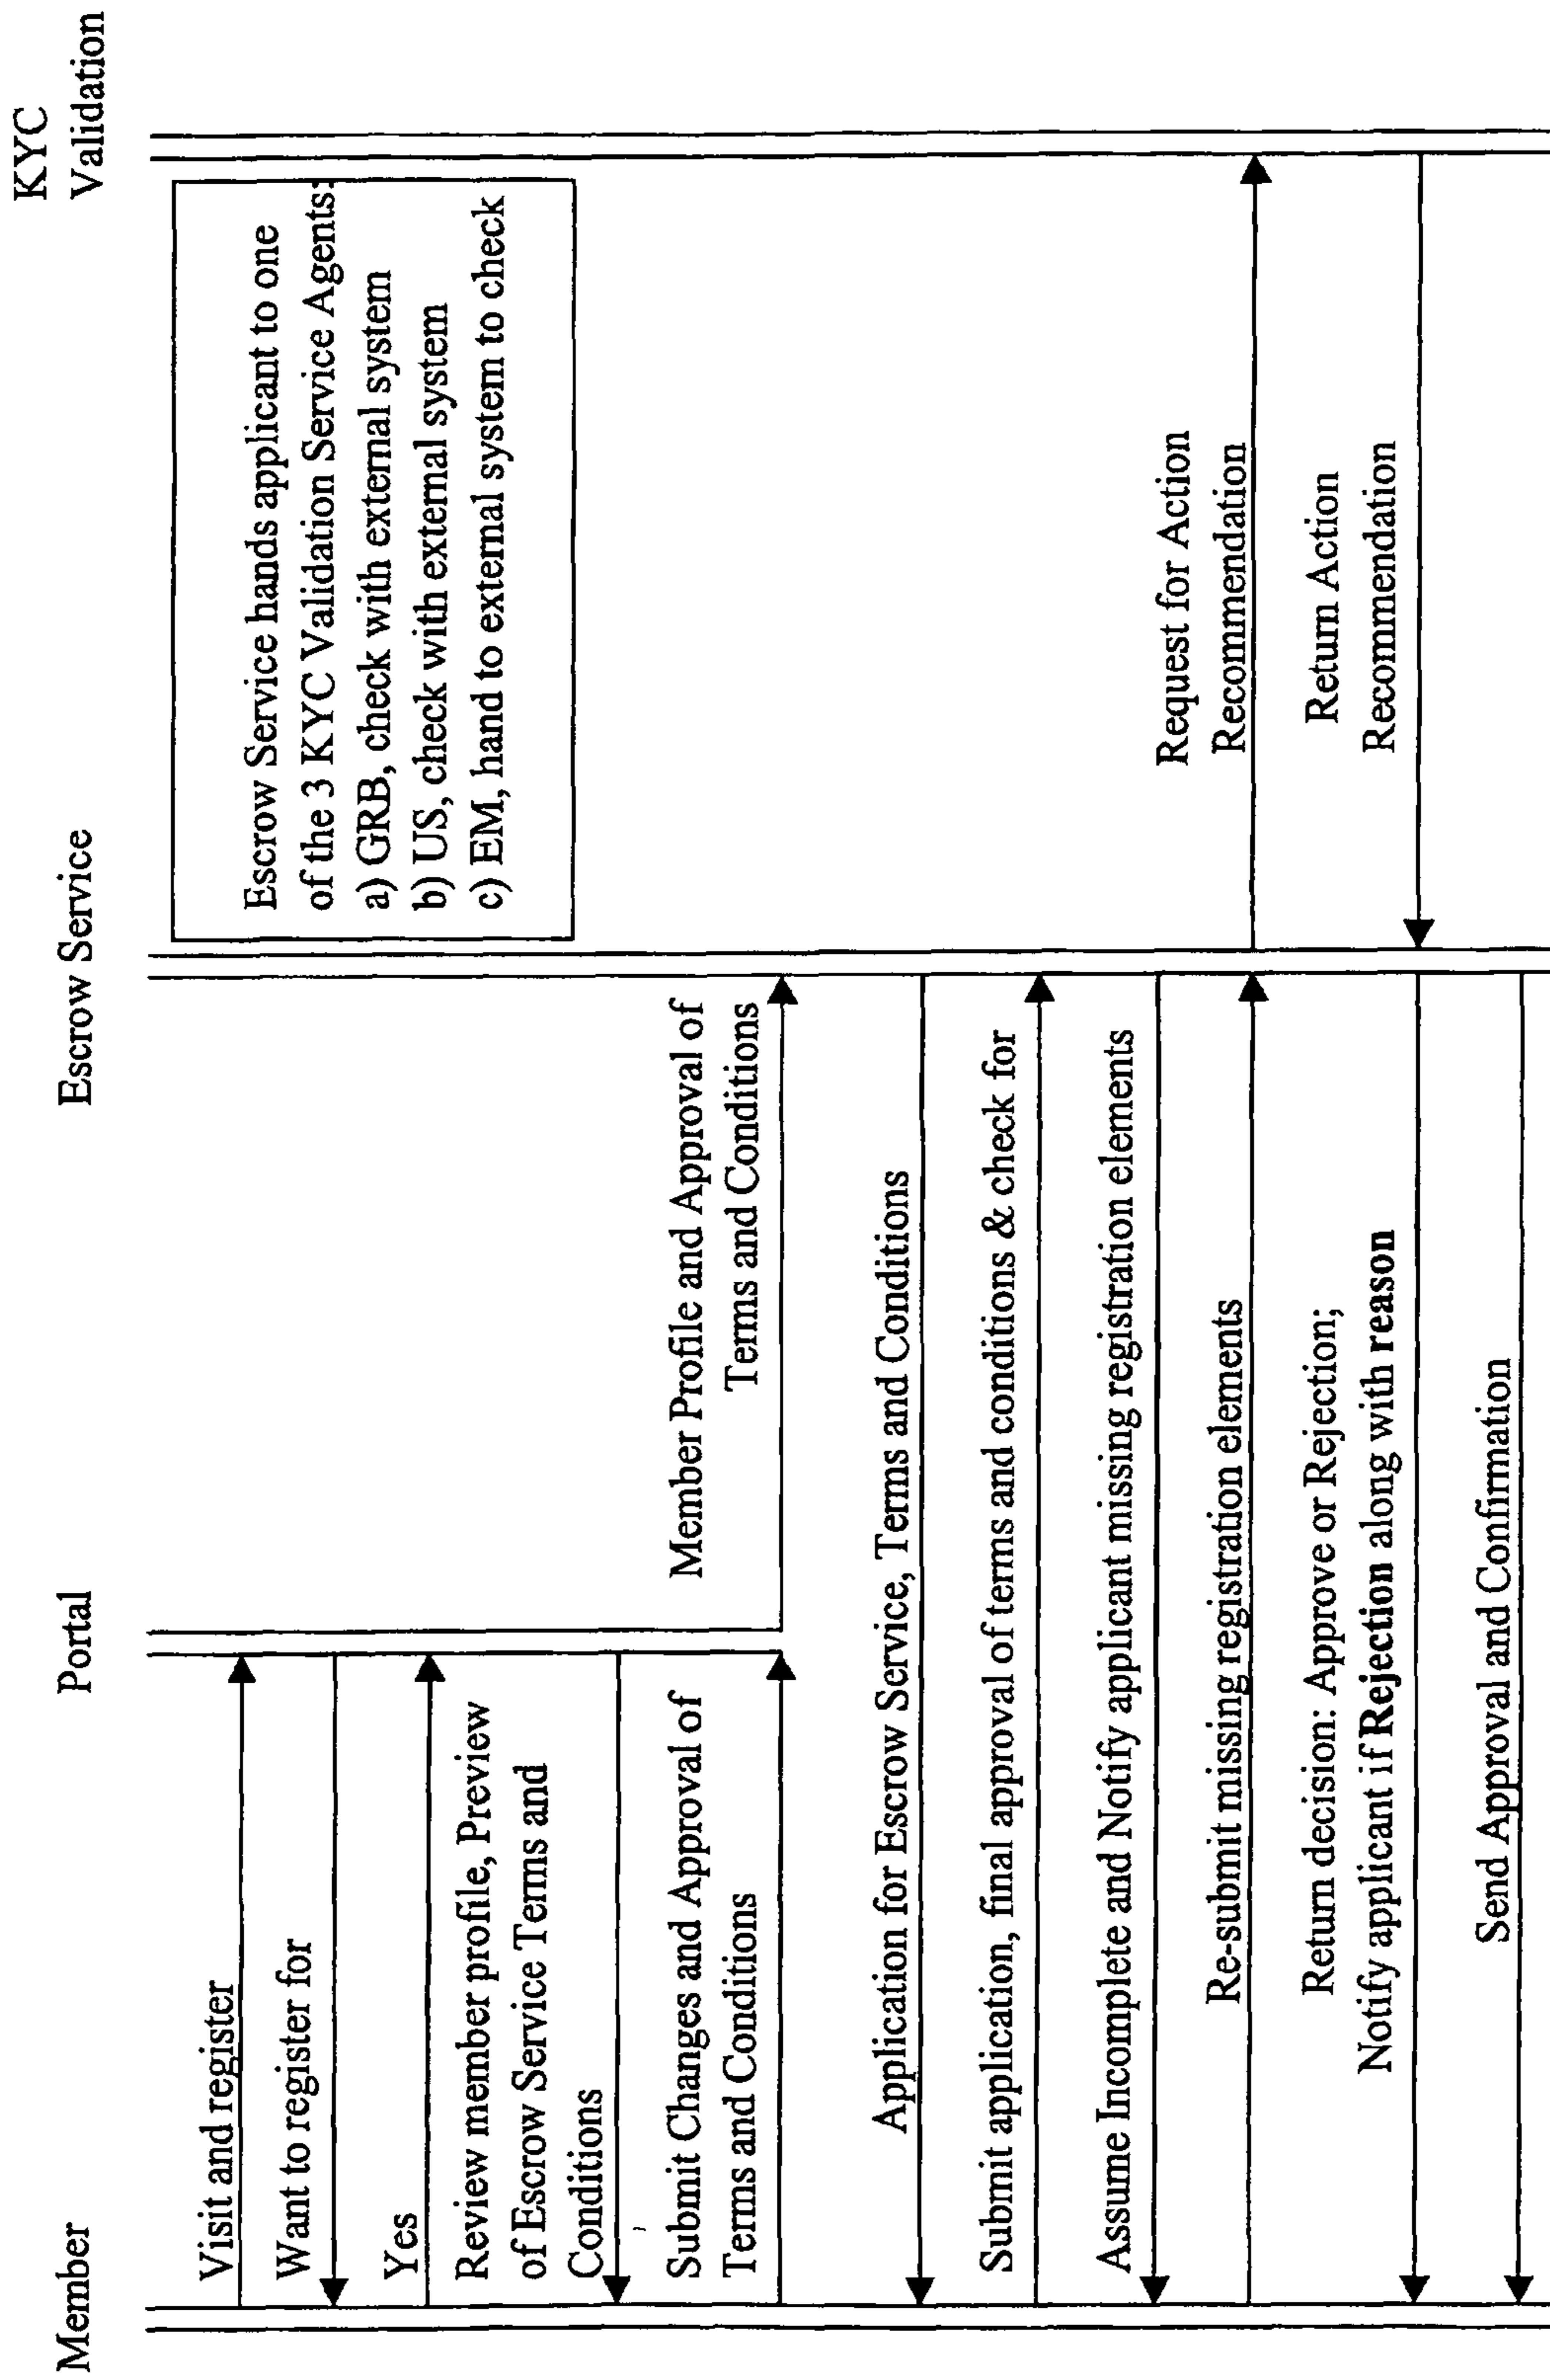 Member
Portal
Escrow Service
KYC
Validation
Escrow Service hands applicant to one
of the 3 KYC Validation Service Agents:
a) GRB, check with external system
b) US, check with external system
c) EM, hand to external system to check
Visit and register
Want to register for
Yes
Review member profile, Preview
of Escrow Service Terms and
Conditions
Submit Changes and Approval of
Terms and Conditions
Member Profile and Approval of
Terms and Conditions
Application for Escrow Service, Terms and Conditions
Submit application, final approval of terms and conditions & check for
Assume Incomplete and Notify applicant missing registration elements
Re-submit missing registration elements
Request for Action
Recommendation
Return Action
Recommendation
Return decision: Approve or Rejection;
Notify applicant if Rejection along with reason
Send Approval and Confirmation